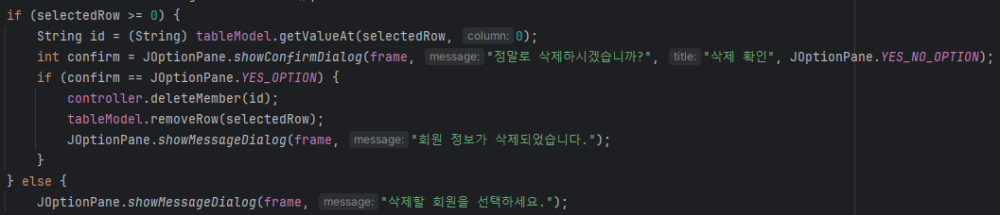 if (selectedRow >= 0) {
    String id = (String) tableModel.getValueAt(selectedRow, column: 0);
    int confirm = JOptionPane.showConfirmDialog(frame, message: "정말로 삭제하시겠습니까?", title: "삭제 확인", JOptionPane.YES_NO_OPTION);
    if (confirm == JOptionPane.YES_OPTION) {
        controller.deleteMember(id);
        tableModel.removeRow(selectedRow);
        JOptionPane.showMessageDialog(frame, message: "회원 정보가 삭제되었습니다.");
    }
} else {
    JOptionPane.showMessageDialog(frame, message: "삭제할 회원을 선택하세요.");